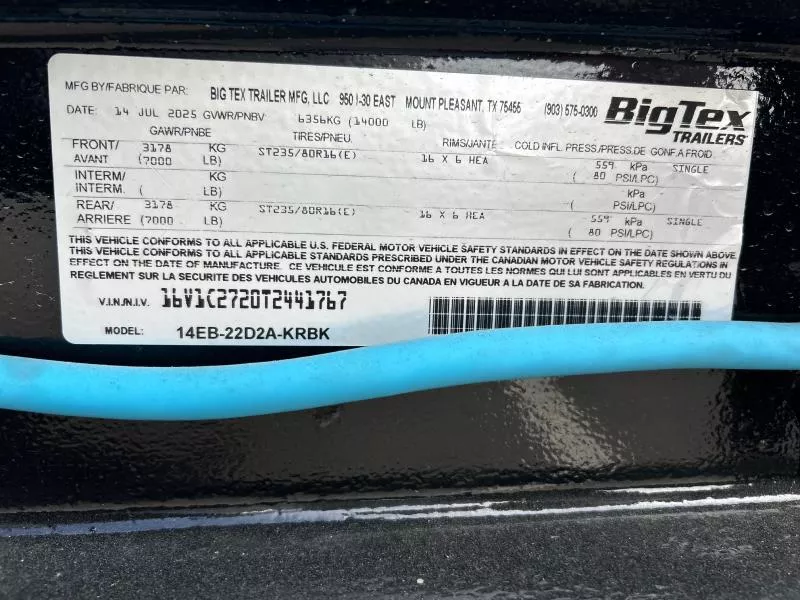 MFG BY/FABRIQUE PAR: BIG TEX TRAILER MFG, LLC 950 I-30 EAST MOUNT PLEASANT, TX 75455 (903) 575-0300 BigTex TRAILERS
DATE: 14 JUL 2025 GVWR/PNBV 6356KG (14000 LB)
GAWR/PNBE TIRES/PNEU RIMS/JANTE COLD INFL. PRESS/PRESS.DE GONF.A FROID
FRONT/ 3178 KG ST235/80R16(E) 16 X 6 HEA 559 kPa SINGLE
AVANT (7000 LB) ( 80 PSI/LPC)
INTERM/ KG kPa
INTERM. ( LB) ( PSI/LPC)
REAR/ 3178 KG ST235/80R16(E) 16 X 6 HEA 559 kPa SINGLE
ARRIERE (7000 LB) ( 80 PSI/LPC)
THIS VEHICLE CONFORMS TO ALL APPLICABLE U.S. FEDERAL MOTOR VEHICLE SAFETY STANDARDS IN EFFECT ON THE DATE SHOWN ABOVE
THIS VEHICLE CONFORMS TO ALL APPLICABLE STANDARDS PRESCRIBED UNDER THE CANADIAN MOTOR VEHICLE SAFETY REGULATIONS IN
EFFECT ON THE DATE OF MANUFACTURE. CE VEHICULE EST CONFORME A TOUTES LES NORMES QUI LUI SONT APPLICABLES EN VERTU DU
REGLEMENT SUR LA SECURITE DES VEHICULES AUTOMOBILES DU CANADA EN VIGUEUR A LA DATE DE SA FABRICATION.
V.I.N./N.I.V. 16V1C2720T2441767
MODEL: 14EB-22D2A-KRBK